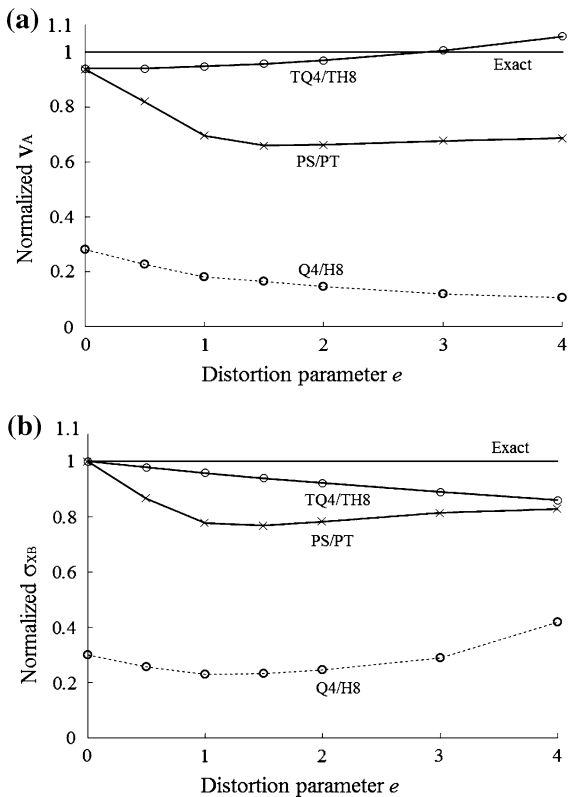 (a)
1.1
1
0.8
0.6
0.4
0.2
0
Normalized vA
Exact
TQ4/TH8
PS/PT
Q4/H8
0 1 2 3 4
Distortion parameter e
(b)
1.1
1
0.8
0.6
0.4
0.2
0
Normalized σXB
Exact
TQ4/TH8
PS/PT
Q4/H8
0 1 2 3 4
Distortion parameter e